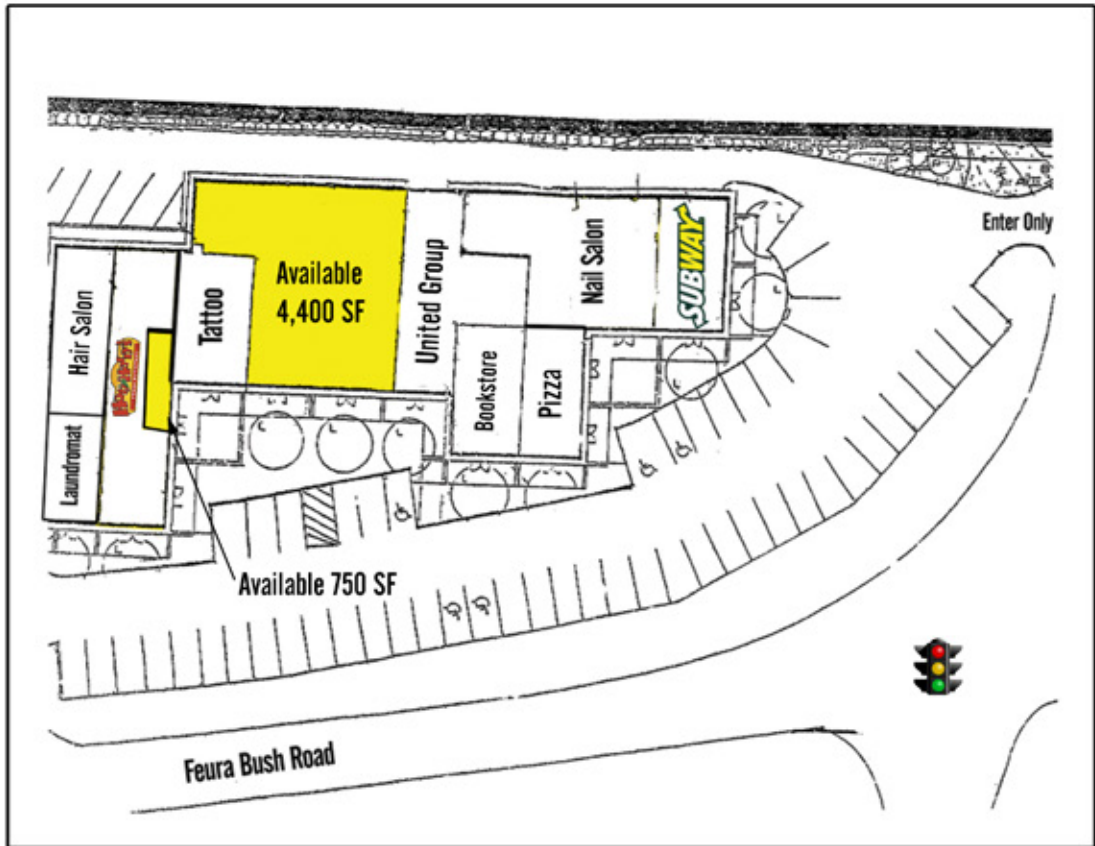 Enter Only
Hair Salon
Laundromat
Tattoo
Available
4,400 SF
United Group
Nail Salon
SUBWAY
Bookstore
Pizza
Available 750 SF
Feura Bush Road